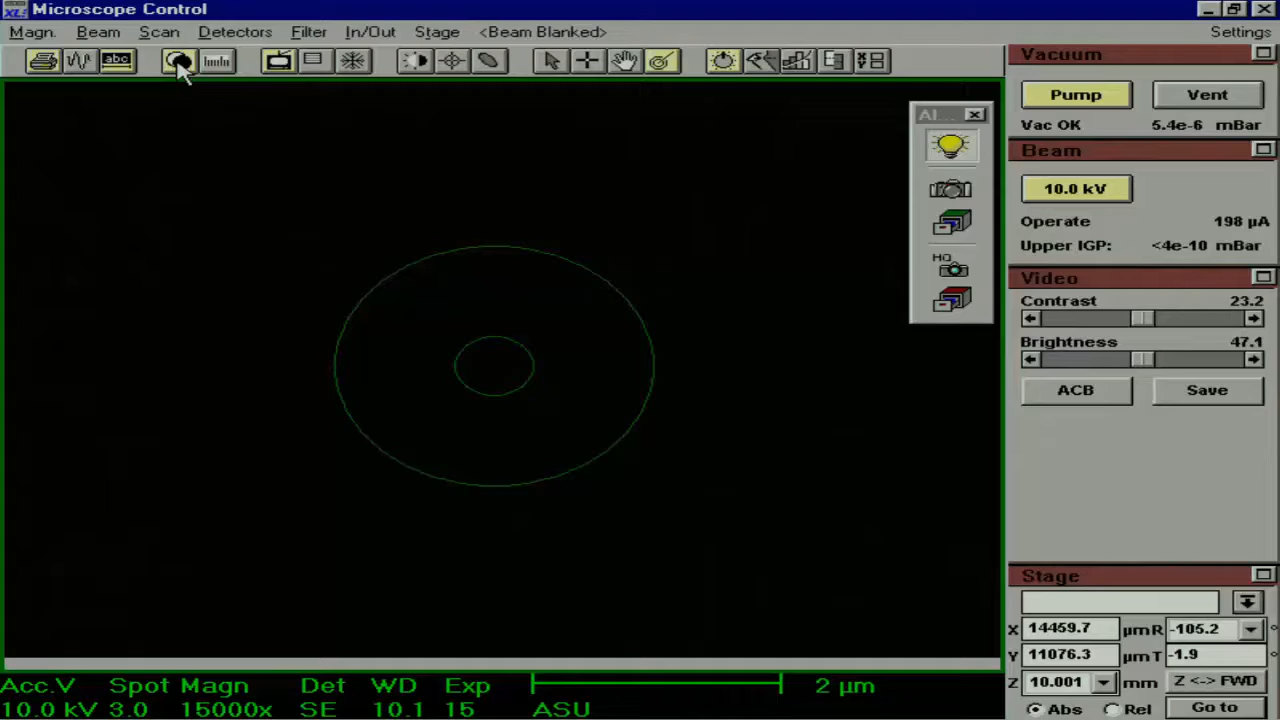 XL Microscope Control
Magn. Beam Scan Detectors Filter In/Out Stage <Beam Blanked> Settings
abc
Al...
HQ
Vacuum
Pump Vent
Vac OK 5.4e-6 mBar
Beam
10.0 kV
Operate 198 µA
Upper IGP: <4e-10 mBar
Video
Contrast 23.2
Brightness 47.1
ACB Save
Stage
X 14459.7 µm R -105.2 °
Y 11076.3 µm T -1.9 °
Z 10.001 mm Z <-> FWD
Abs Rel Go to
Acc.V Spot Magn Det WD Exp 2 µm
10.0 kV 3.0 15000x SE 10.1 15 ASU